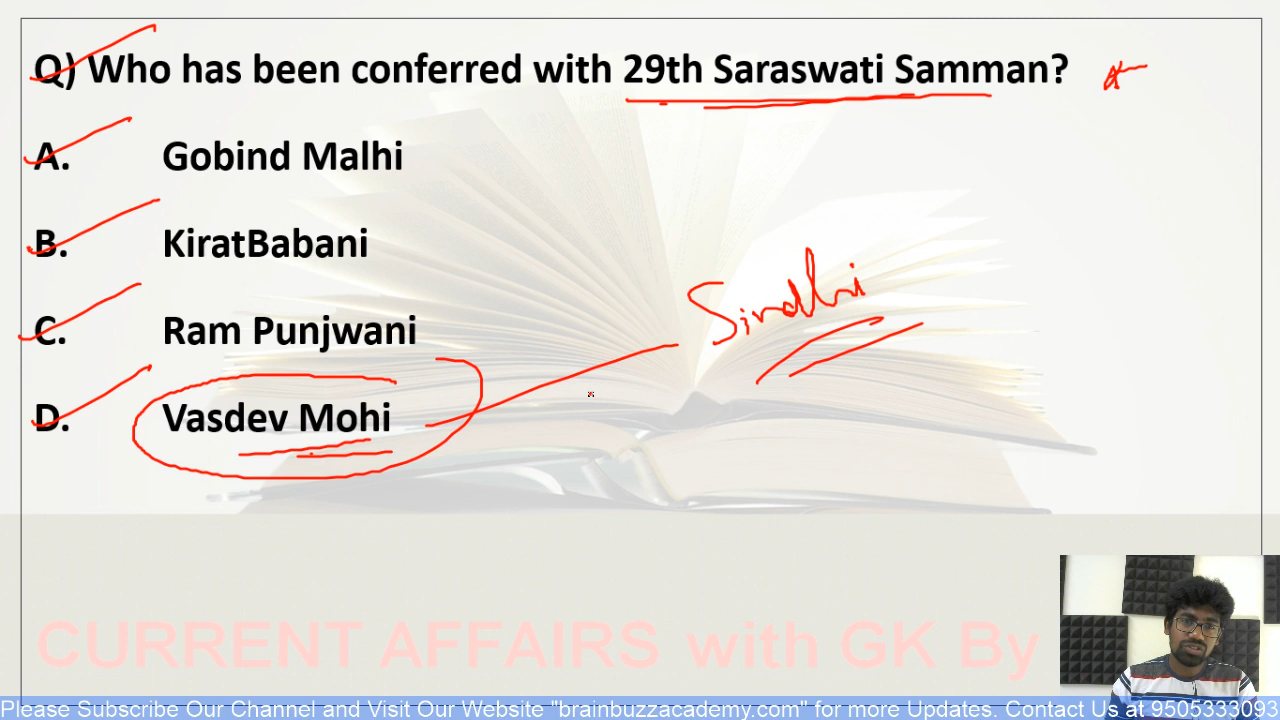 Q) Who has been conferred with 29th Saraswati Samman?
A. Gobind Malhi
B. KiratBabani
C. Ram Punjwani
D. Vasdev Mohi
Sindhi
CURRENT AFFAIRS with GK By
Please Subscribe Our Channel and Visit Our Website "brainbuzzacademy.com" for more Updates. Contact Us at 9505333093